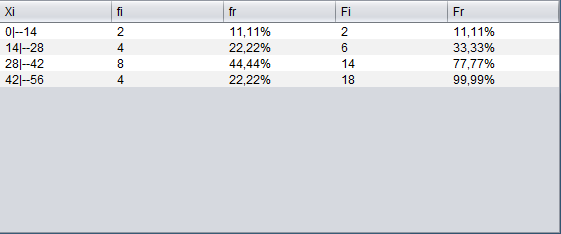 Xi fi fr Fi Fr
0|--14 2 11,11% 2 11,11%
14|--28 4 22,22% 6 33,33%
28|--42 8 44,44% 14 77,77%
42|--56 4 22,22% 18 99,99%